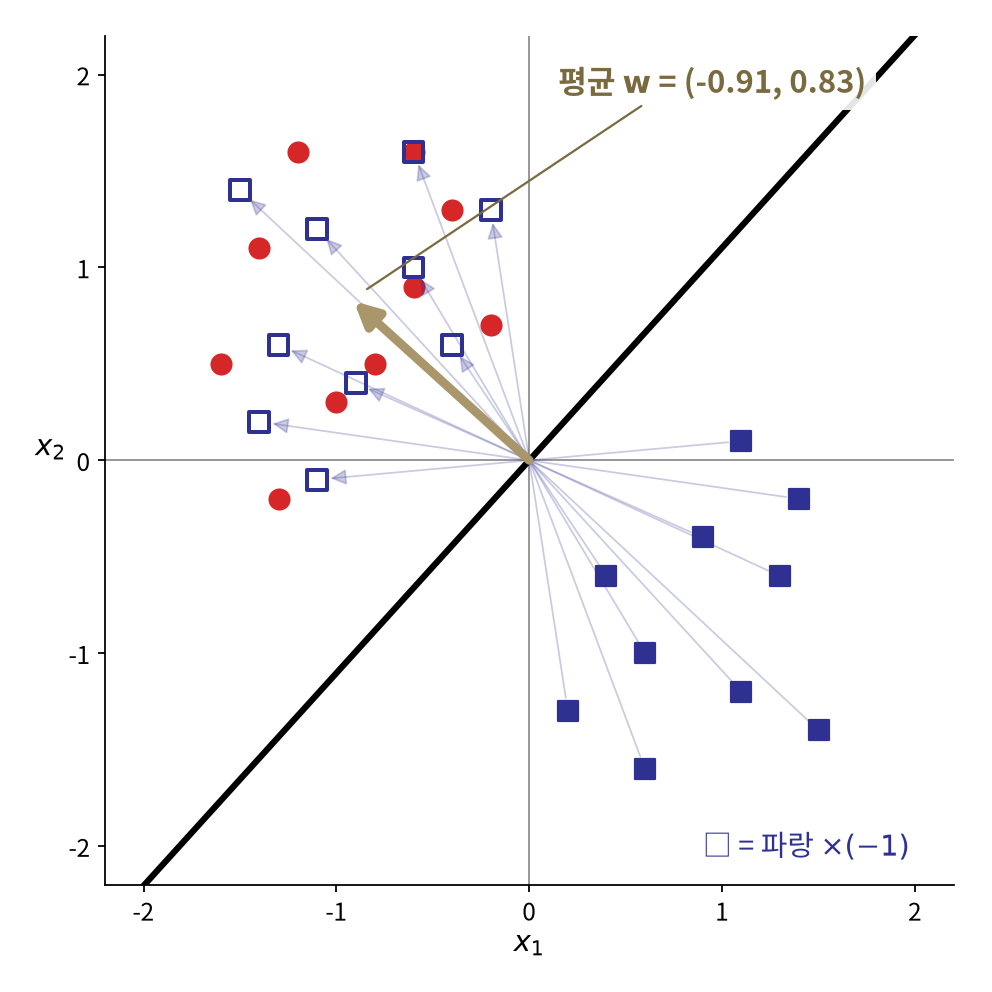 평균 w = (-0.91, 0.83)
2
1
x₂
0
-1
-2
□ = 파랑 ×(−1)
-2
-1
0
1
2
x₁